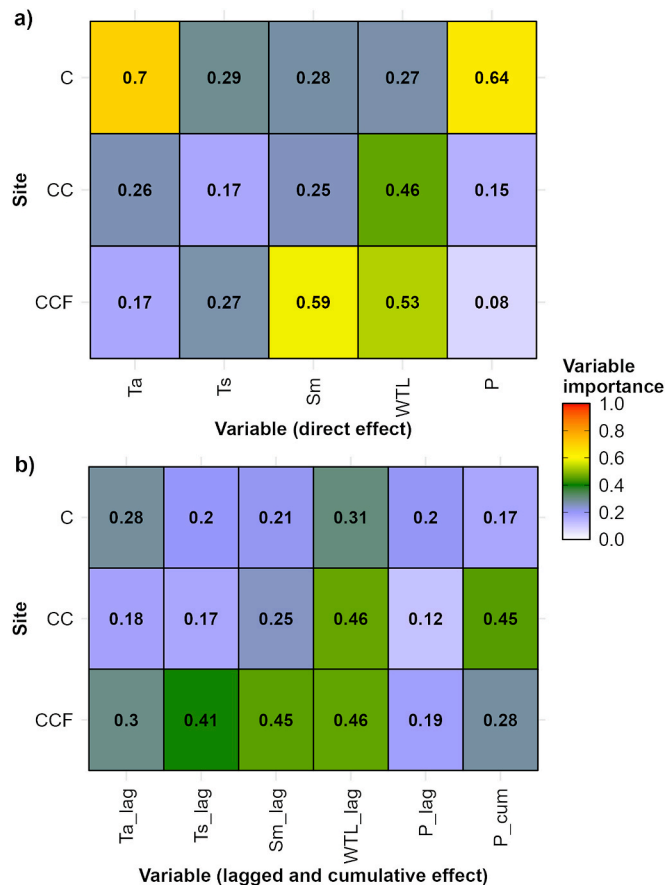 a)
Site
C
0.7 0.29 0.28 0.27 0.64
CC
0.26 0.17 0.25 0.46 0.15
CCF
0.17 0.27 0.59 0.53 0.08
Ta Ts Sm WTL P
Variable (direct effect)
Variable
importance
1.0
0.8
0.6
0.4
0.2
0.0
b)
Site
C
0.28 0.2 0.21 0.31 0.2 0.17
CC
0.18 0.17 0.25 0.46 0.12 0.45
CCF
0.3 0.41 0.45 0.46 0.19 0.28
Ta_lag Ts_lag Sm_lag WTL_lag P_lag P_cum
Variable (lagged and cumulative effect)